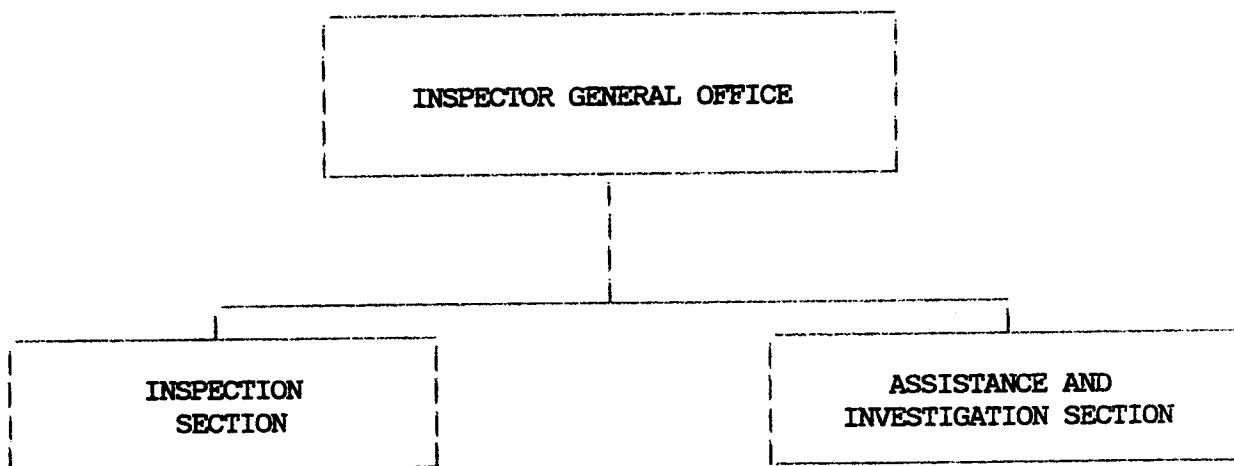 INSPECTOR GENERAL OFFICE
INSPECTION
SECTION
ASSISTANCE AND
INVESTIGATION SECTION